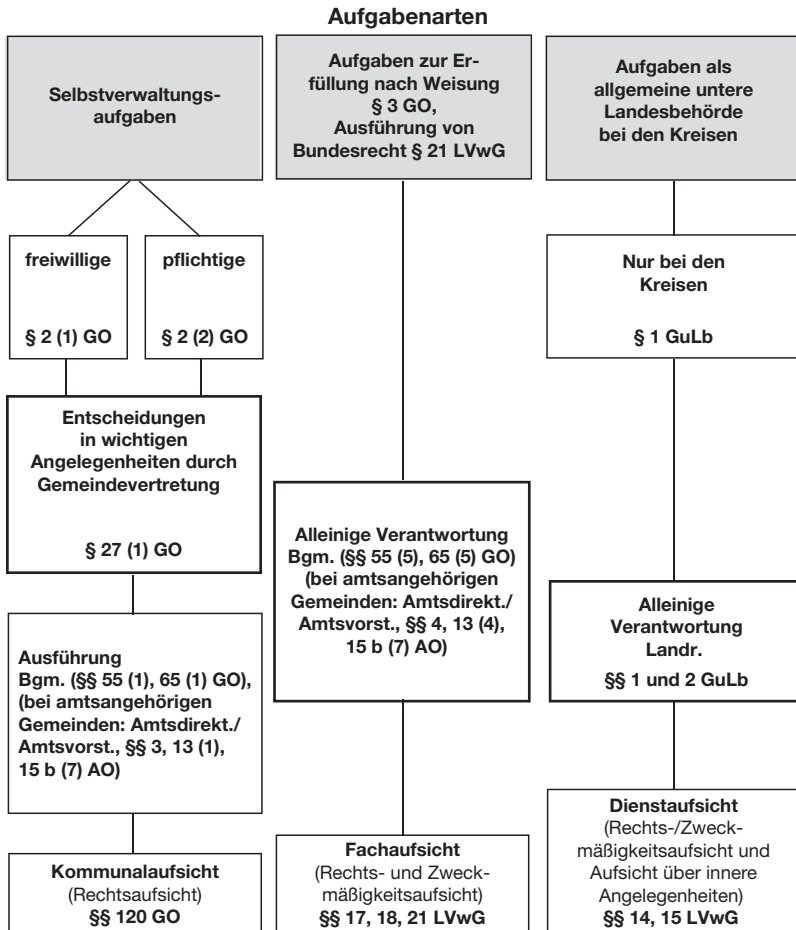 Aufgabenarten
Selbstverwaltungs-
aufgaben
freiwillige
§ 2 (1) GO
pflichtige
§ 2 (2) GO
Entscheidungen
in wichtigen
Angelegenheiten durch
Gemeindevertretung
§ 27 (1) GO
Ausführung
Bgm. (§§ 55 (1), 65 (1) GO),
(bei amtsangehörigen
Gemeinden: Amtsdirekt./
Amtsvorst., §§ 3, 13 (1),
15 b (7) AO)
Kommunalaufsicht
(Rechtsaufsicht)
§§ 120 GO
Aufgaben zur Er-
füllung nach Weisung
§ 3 GO,
Ausführung von
Bundesrecht § 21 LVwG
Alleinige Verantwortung
Bgm. (§§ 55 (5), 65 (5) GO)
(bei amtsangehörigen
Gemeinden: Amtsdirekt./
Amtsvorst., §§ 4, 13 (4),
15 b (7) AO)
Fachaufsicht
(Rechts- und Zweck-
mäßigkeitsaufsicht)
§§ 17, 18, 21 LVwG
Aufgaben als
allgemeine untere
Landesbehörde
bei den Kreisen
Nur bei den
Kreisen
§ 1 GuLb
Alleinige
Verantwortung
Landr.
§§ 1 und 2 GuLb
Dienstaufsicht
(Rechts-/Zweck-
mäßigkeitsaufsicht und
Aufsicht über innere
Angelegenheiten)
§§ 14, 15 LVwG